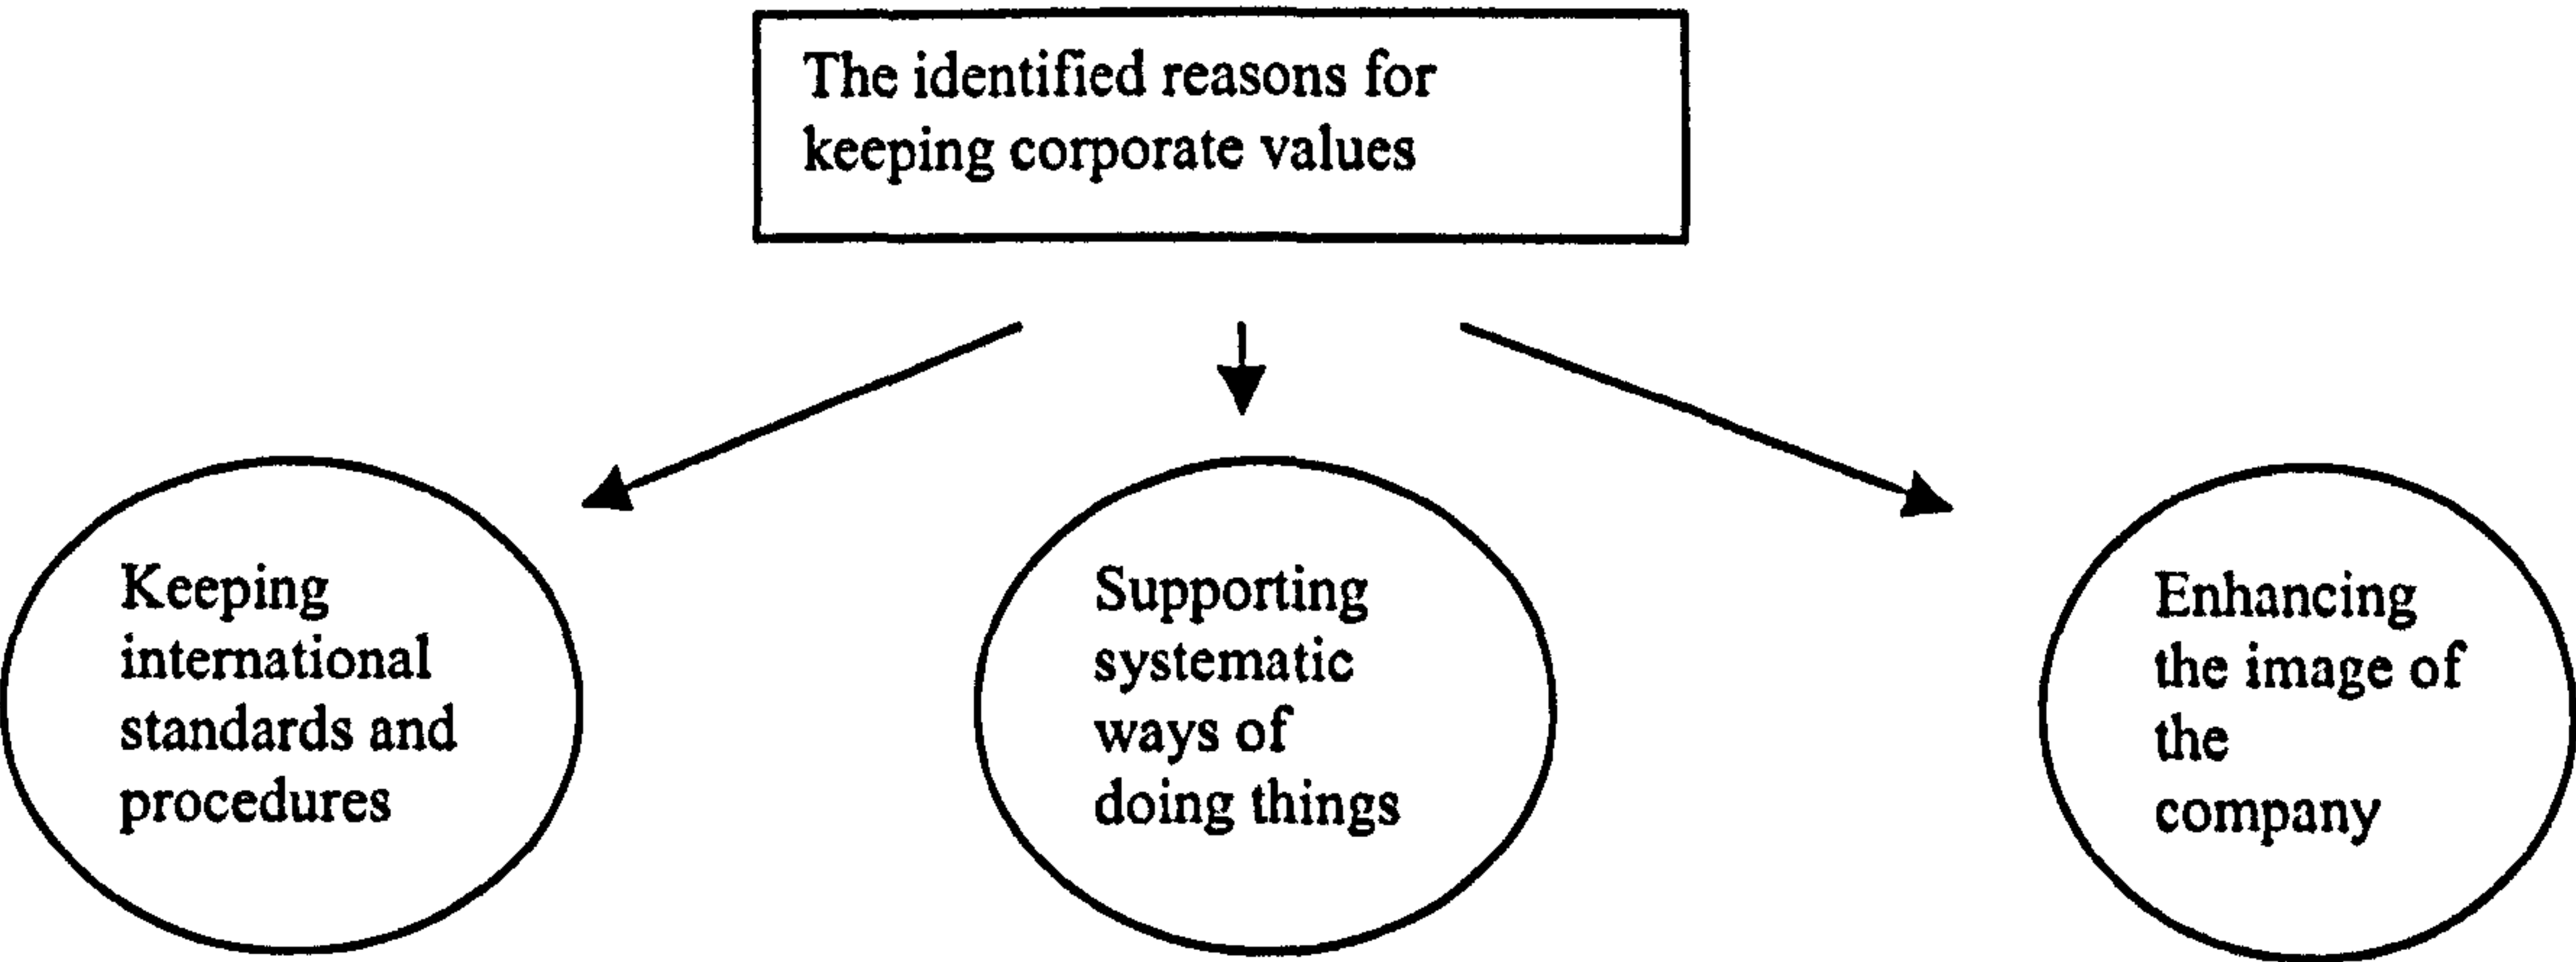 The identified reasons for
keeping corporate values
Keeping
international
standards and
procedures
Supporting
systematic
ways of
doing things
Enhancing
the image of
the
company